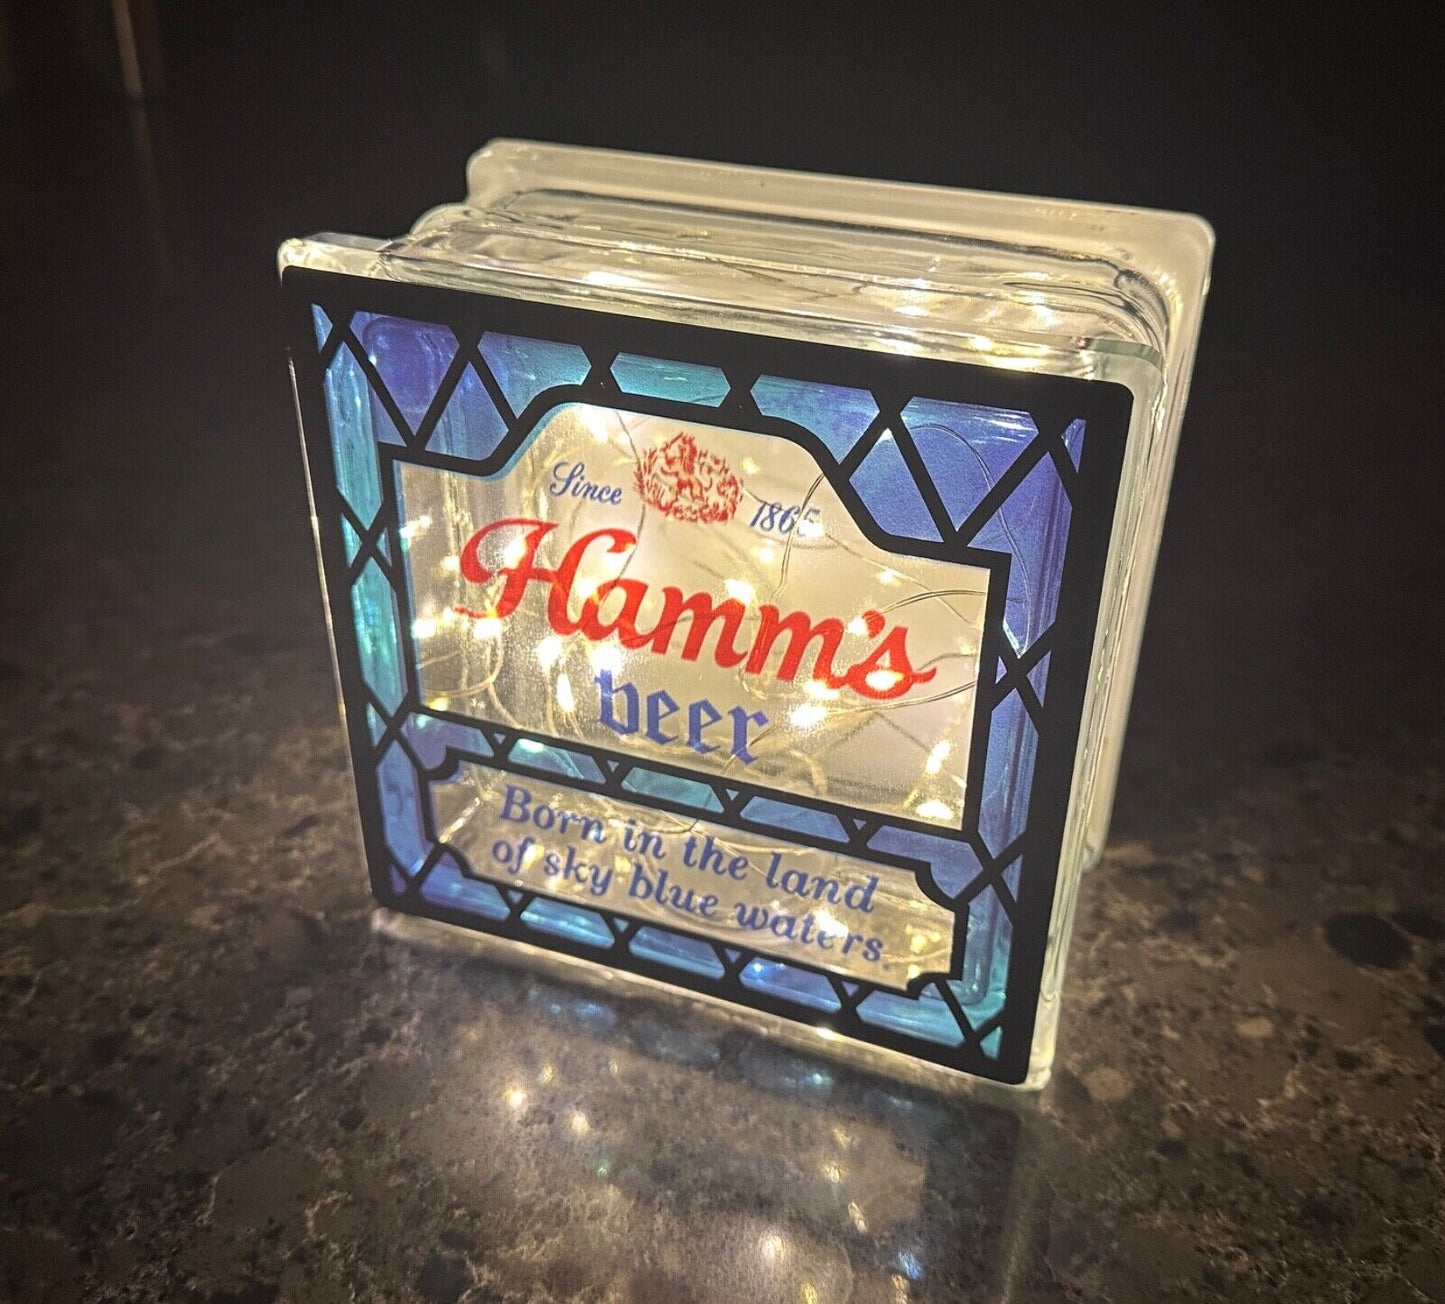 Since 1865
Hamm's
beer
Born in the land
of sky blue waters.